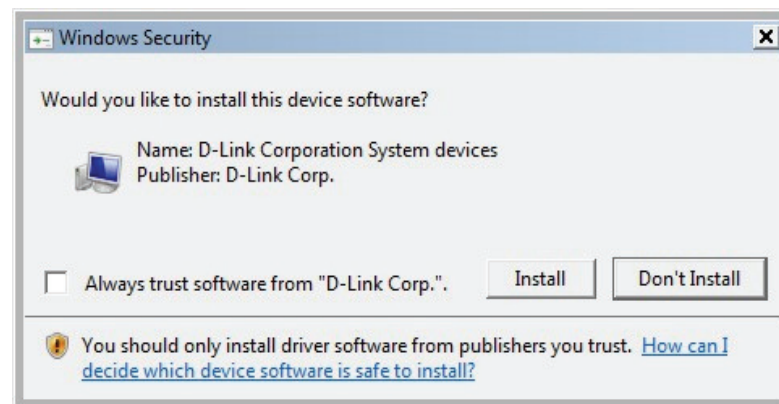 Windows Security
Would you like to install this device software?
Name: D-Link Corporation System devices
Publisher: D-Link Corp.
Always trust software from "D-Link Corp.".
Install
Don't Install
You should only install driver software from publishers you trust. How can I
decide which device software is safe to install?